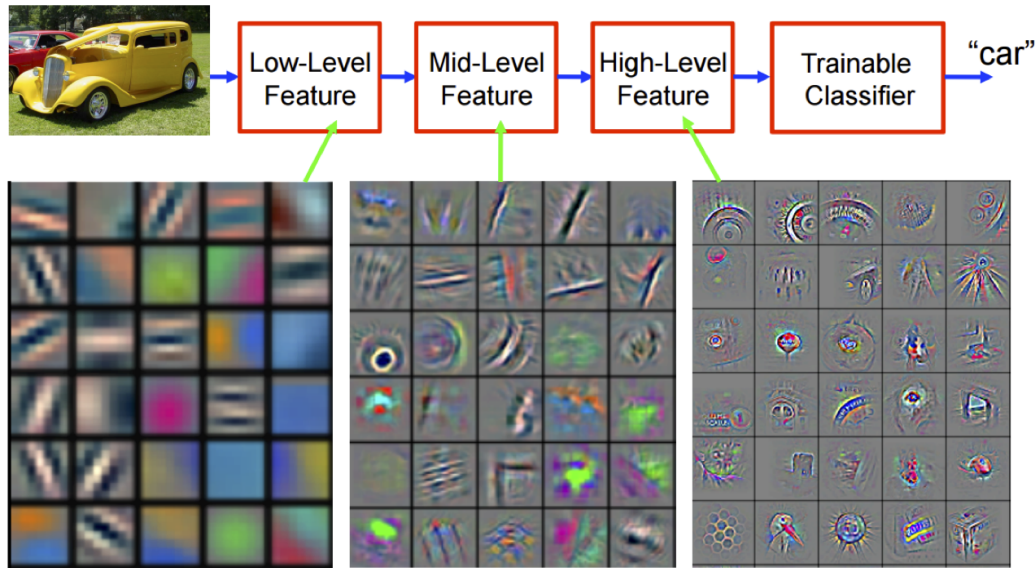 Low-Level
Feature
Mid-Level
Feature
High-Level
Feature
Trainable
Classifier
“car”